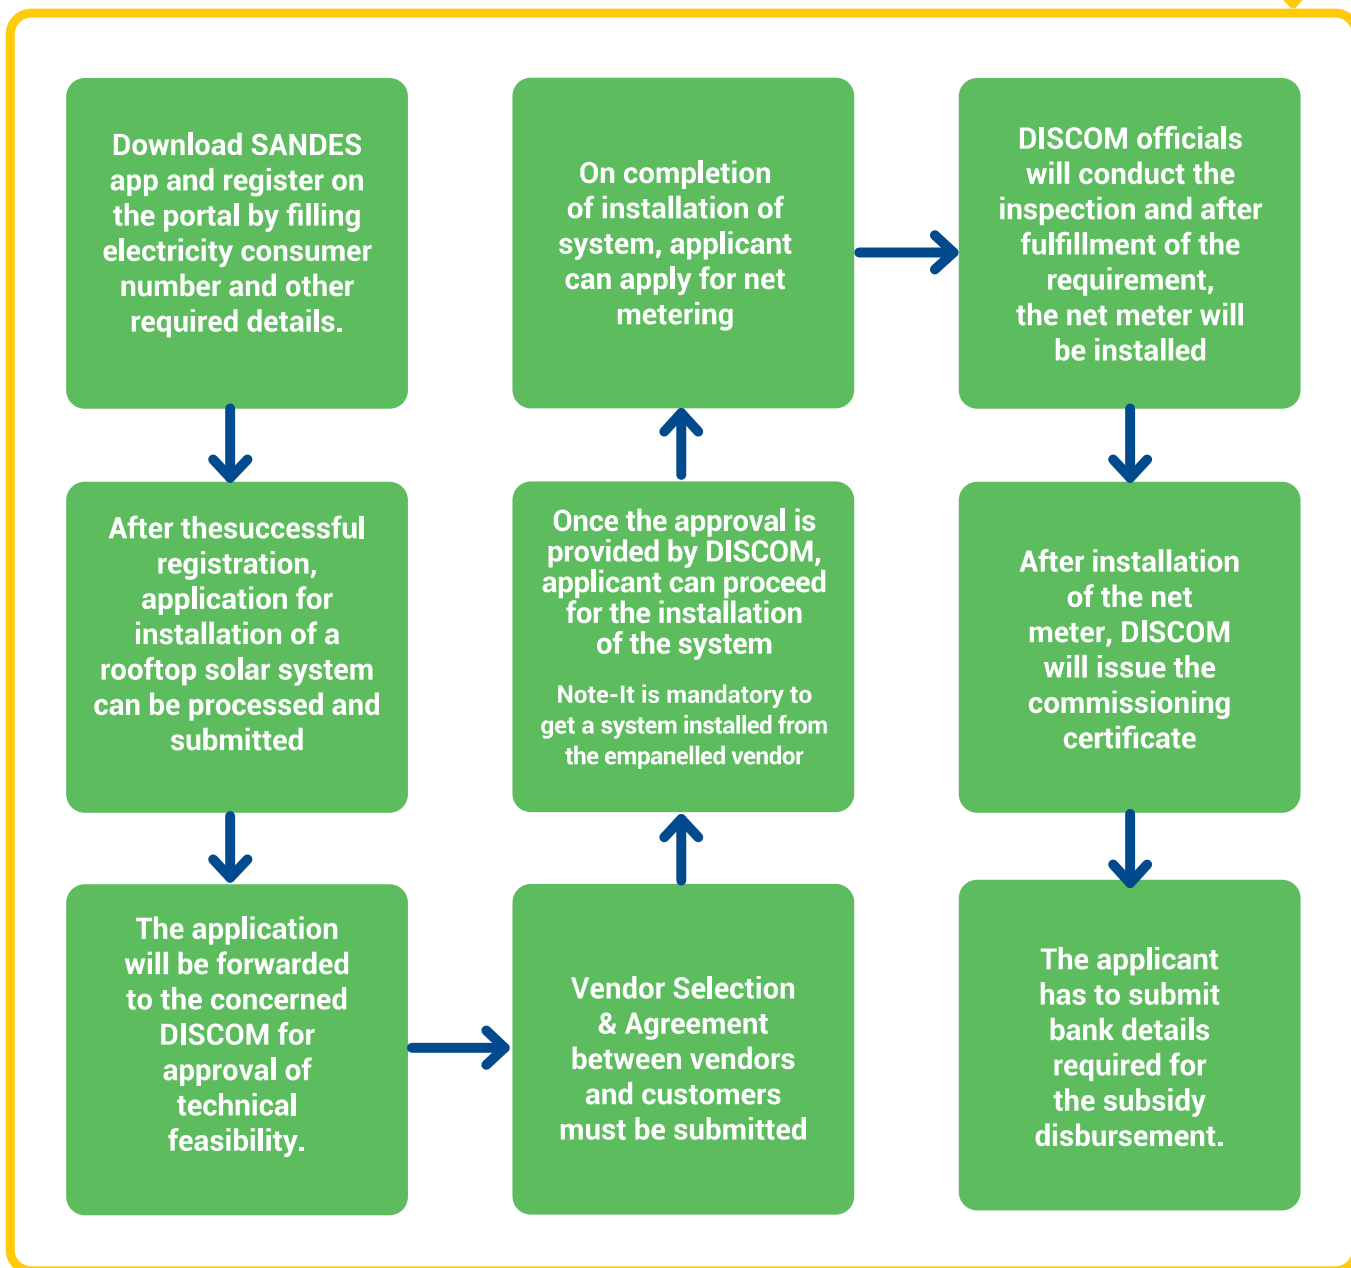 Download SANDES
app and register on
the portal by filling
electricity consumer
number and other
required details.
After thesuccessful
registration,
application for
installation of a
rooftop solar system
can be processed and
submitted
The application
will be forwarded
to the concerned
DISCOM for
approval of
technical
feasibility.
Vendor Selection
& Agreement
between vendors
and customers
must be submitted
Once the approval is
provided by DISCOM,
applicant can proceed
for the installation
of the system
Note-It is mandatory to
get a system installed from
the empanelled vendor
On completion
of installation of
system, applicant
can apply for net
metering
DISCOM officials
will conduct the
inspection and after
fulfillment of the
requirement,
the net meter will
be installed
After installation
of the net
meter, DISCOM
will issue the
commissioning
certificate
The applicant
has to submit
bank details
required for
the subsidy
disbursement.